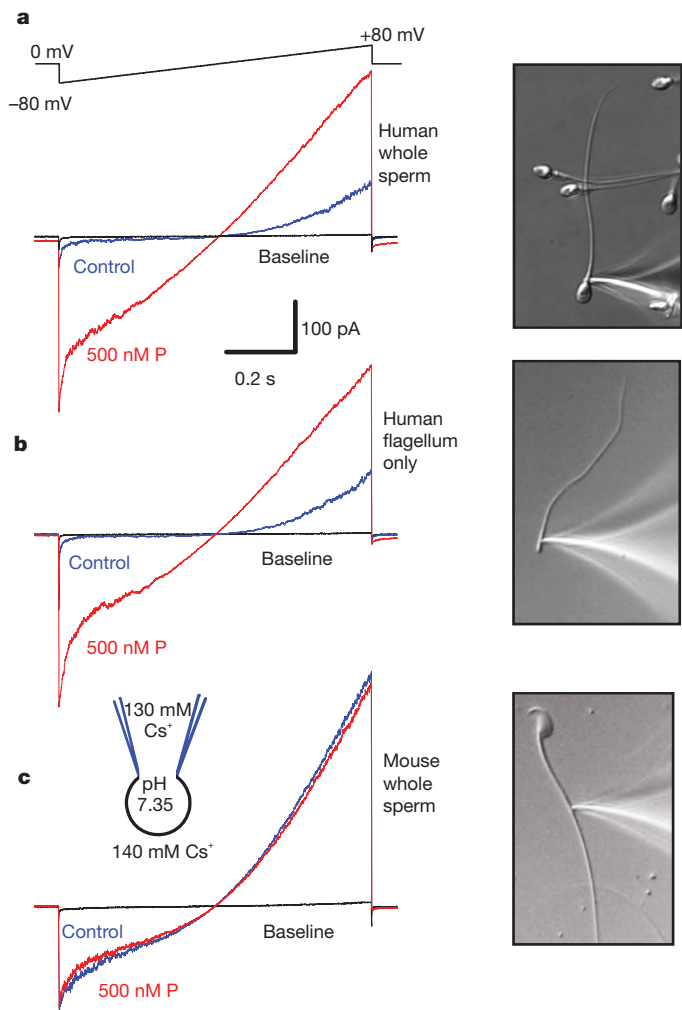 a
0 mV
+80 mV
−80 mV
Human
whole
sperm
Control
Baseline
500 nM P
100 pA
0.2 s
b
Human
flagellum
only
Control
Baseline
500 nM P
c
130 mM
Cs+
pH
7.35
140 mM Cs+
Mouse
whole
sperm
Control
Baseline
500 nM P